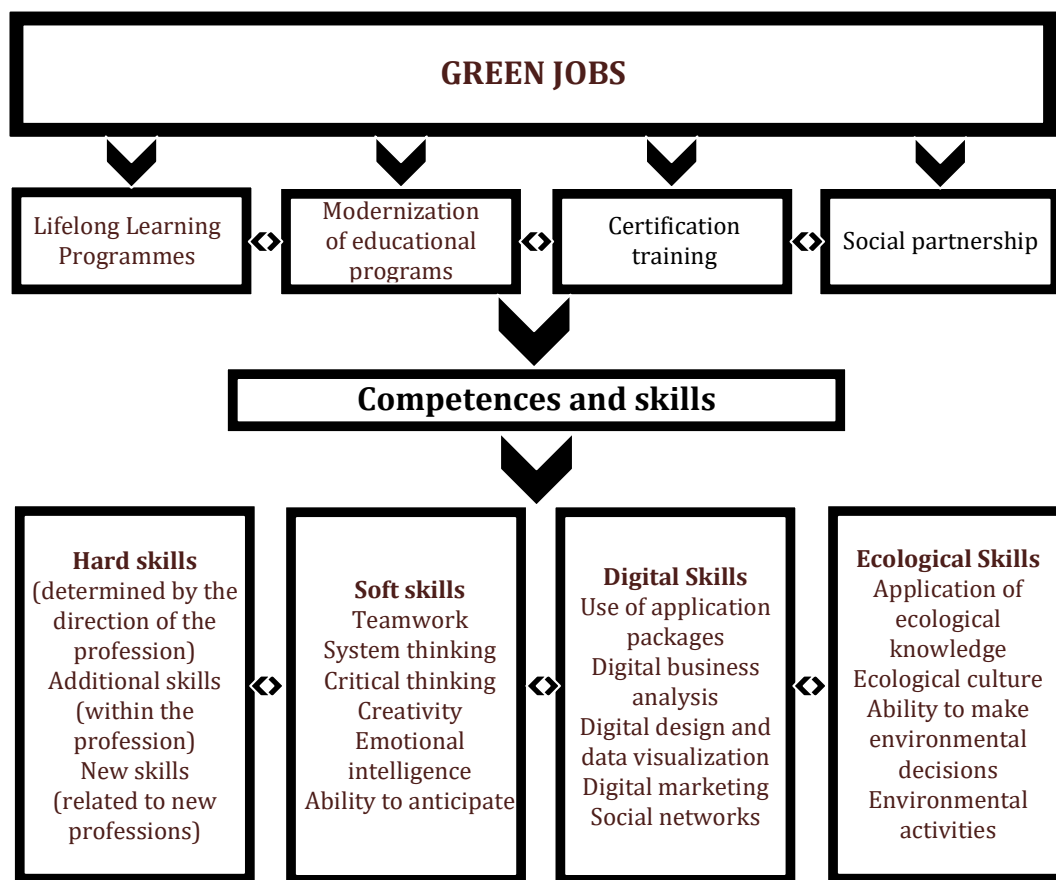 GREEN JOBS
Lifelong Learning
Programmes
Modernization
of educational
programs
Certification
training
Social partnership
Competences and skills
Hard skills
(determined by the
direction of the
profession)
Additional skills
(within the
profession)
New skills
(related to new
professions)
Soft skills
Teamwork
System thinking
Critical thinking
Creativity
Emotional
intelligence
Ability to anticipate
Digital Skills
Use of application
packages
Digital business
analysis
Digital design and
data visualization
Digital marketing
Social networks
Ecological Skills
Application of
ecological
knowledge
Ecological culture
Ability to make
environmental
decisions
Environmental
activities